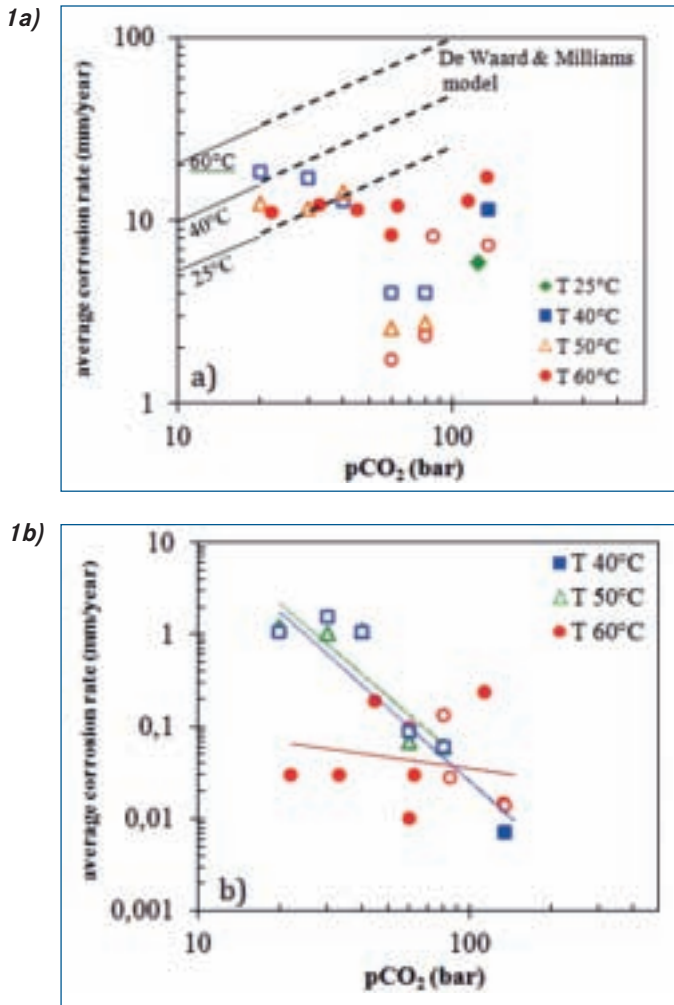 1a)
100
De Waard & Milliams
model
60°C
10
40°C
25°C
T 25°C
T 40°C
T 50°C
T 60°C
a)
1
10
100
average corrosion rate (mm/year)
pCO₂ (bar)
1b)
10
T 40°C
T 50°C
T 60°C
1
0,1
0,01
b)
0,001
10
100
average corrosion rate (mm/year)
pCO₂ (bar)